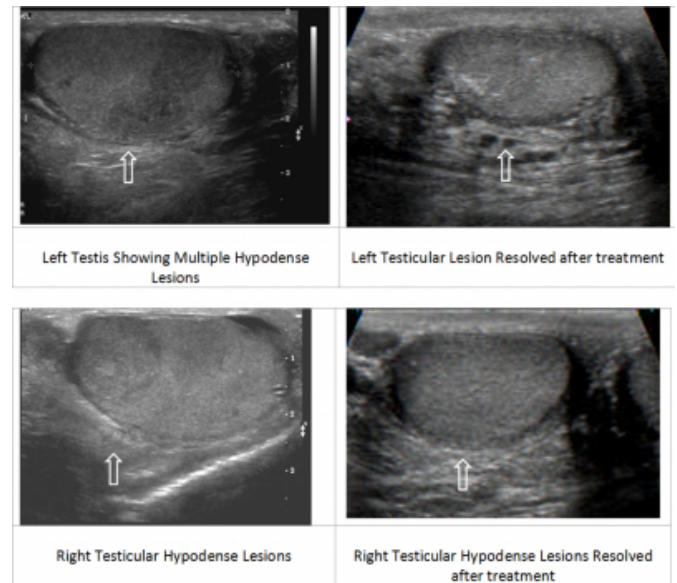 Left Testis Showing Multiple Hypodense
Lesions
Left Testicular Lesion Resolved after treatment
Right Testicular Hypodense Lesions
Right Testicular Hypodense Lesions Resolved
after treatment